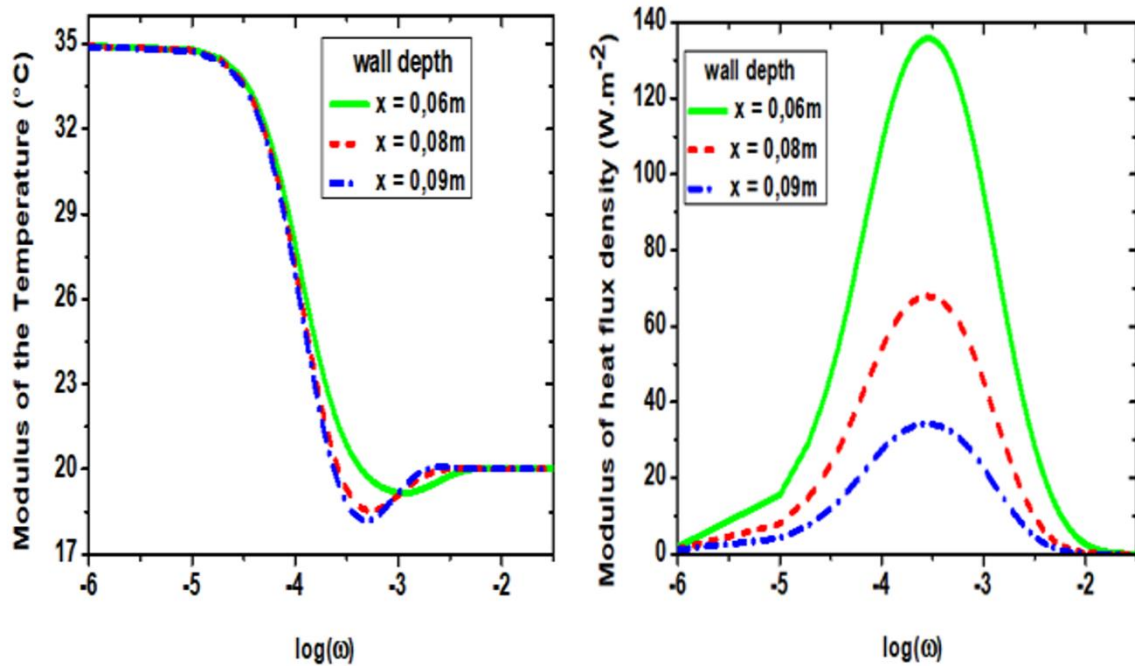 Modulus of the Temperature (°C)
35
32
29
26
23
20
17
wall depth
x = 0,06m
x = 0,08m
x = 0,09m
-6
-5
-4
-3
-2
log(ω)
Modulus of heat flux density (W.m⁻²)
140
120
100
80
60
40
20
0
wall depth
x = 0,06m
x = 0,08m
x = 0,09m
-6
-5
-4
-3
-2
log(ω)